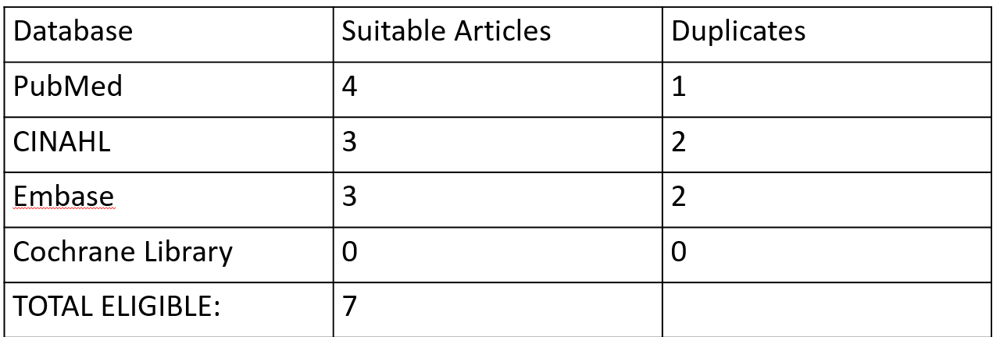 Database Suitable Articles Duplicates
PubMed 4 1
CINAHL 3 2
Embase 3 2
Cochrane Library 0 0
TOTAL ELIGIBLE: 7